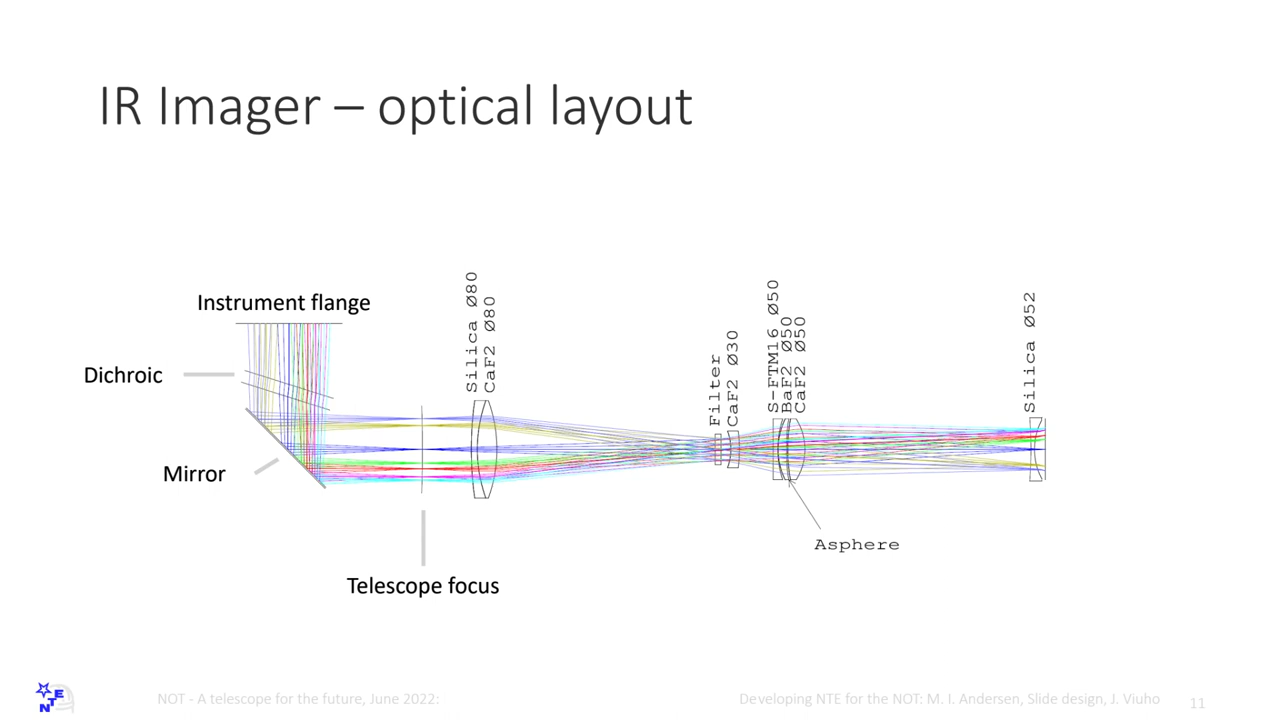 IR Imager – optical layout
Instrument flange
Dichroic
Mirror
Telescope focus
Silica Ø80
CaF2 Ø80
Filter
CaF2 Ø30
S-FTM16 Ø50
BaF2 Ø50
CaF2 Ø50
Silica Ø52
Asphere
NTE
NOT - A telescope for the future, June 2022:
Developing NTE for the NOT: M. I. Andersen, Slide design, J. Viuho
11